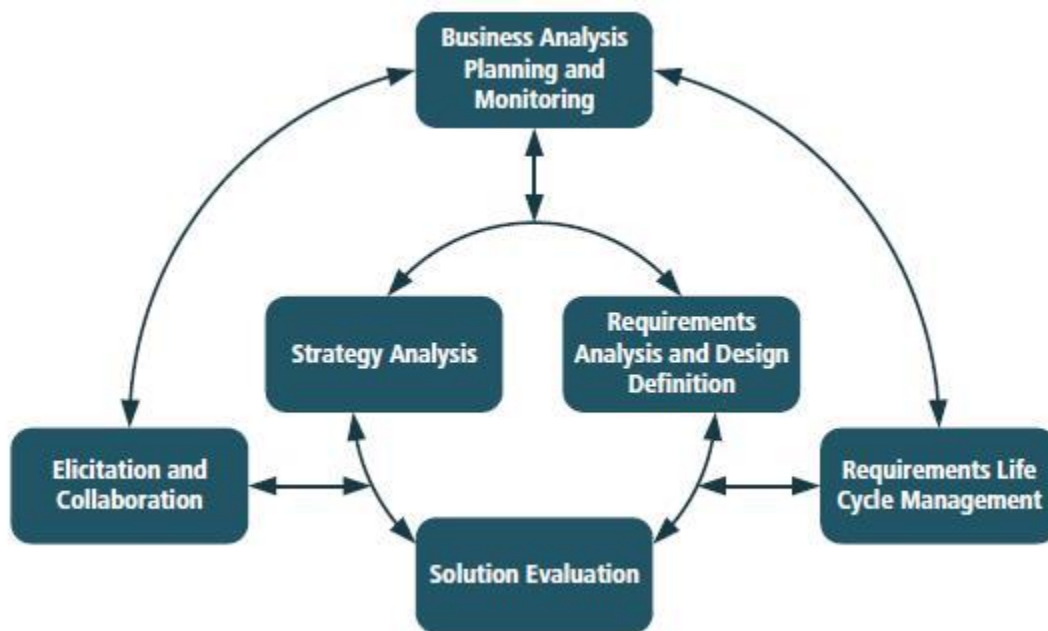 Business Analysis
Planning and
Monitoring
Strategy Analysis
Requirements
Analysis and Design
Definition
Elicitation and
Collaboration
Requirements Life
Cycle Management
Solution Evaluation